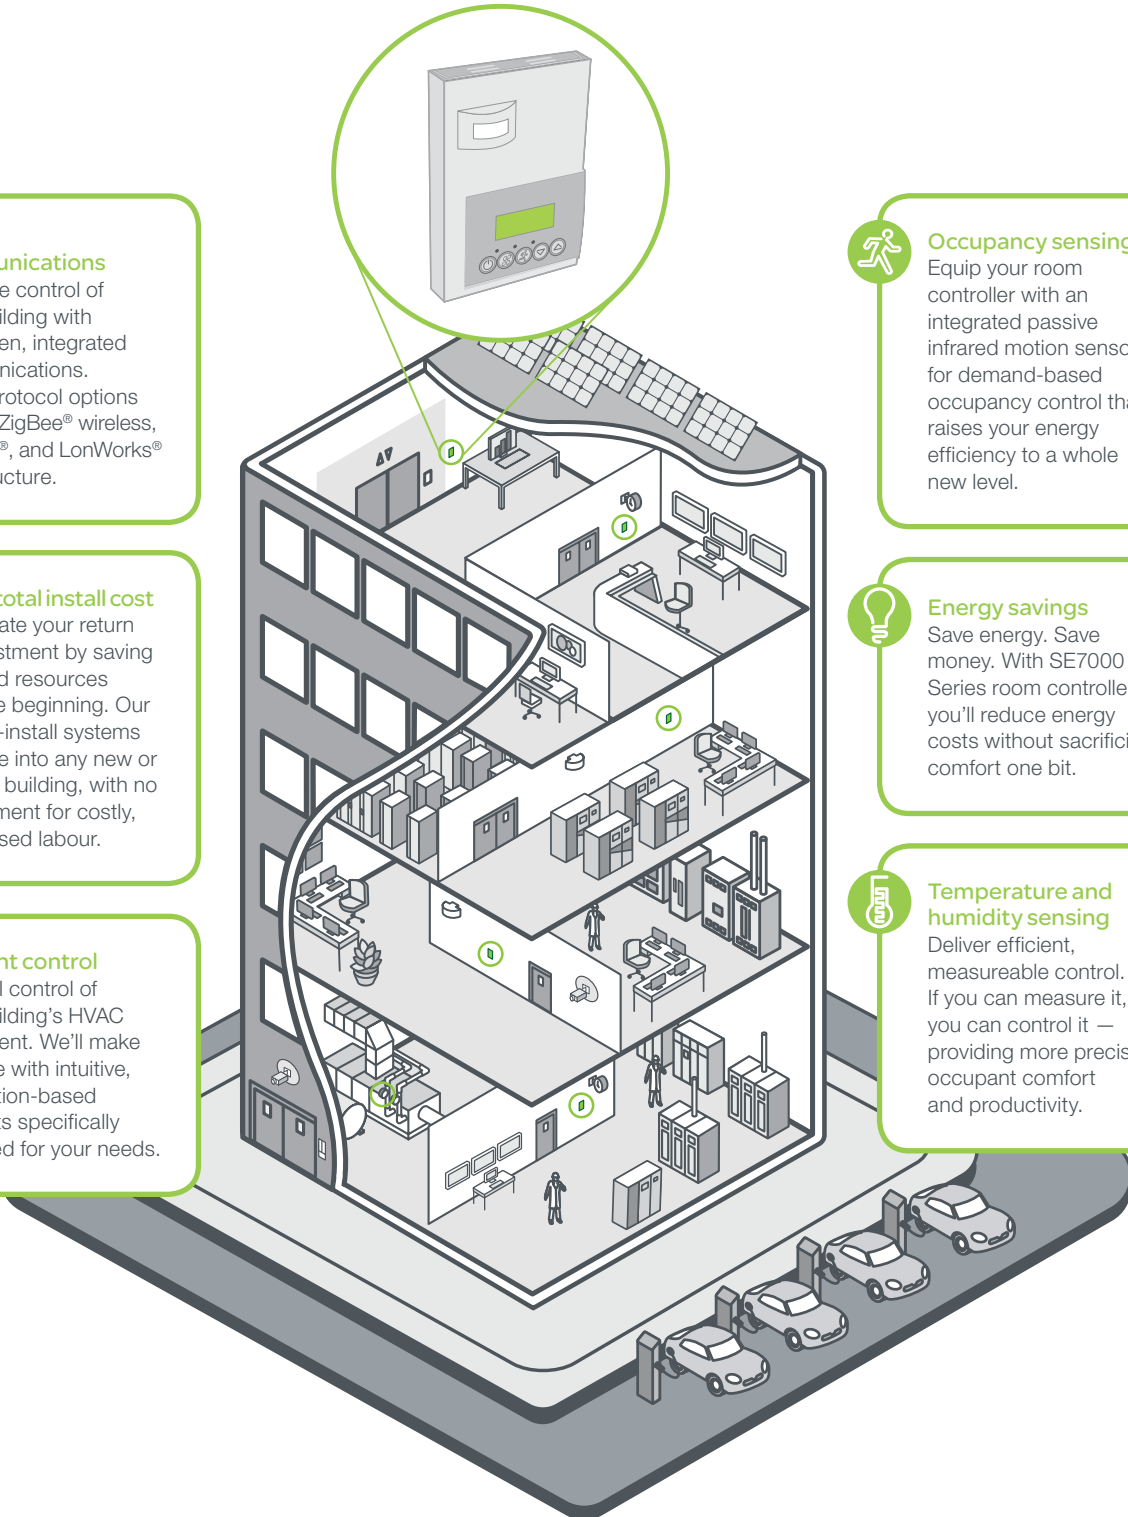 unications
e control of
ilding with
en, integrated
nications.
rotocol options
ZigBee® wireless,
®, and LonWorks®
ucture.
total install cost
ate your return
stment by saving
d resources
e beginning. Our
-install systems
e into any new or
building, with no
ment for costly,
sed labour.
nt control
l control of
ilding's HVAC
ent. We'll make
e with intuitive,
tion-based
ts specifically
ed for your needs.
Occupancy sensing
Equip your room
controller with an
integrated passive
infrared motion senso
for demand-based
occupancy control tha
raises your energy
efficiency to a whole
new level.
Energy savings
Save energy. Save
money. With SE7000
Series room controlle
you'll reduce energy
costs without sacrifici
comfort one bit.
Temperature and
humidity sensing
Deliver efficient,
measureable control.
If you can measure it,
you can control it —
providing more precis
occupant comfort
and productivity.